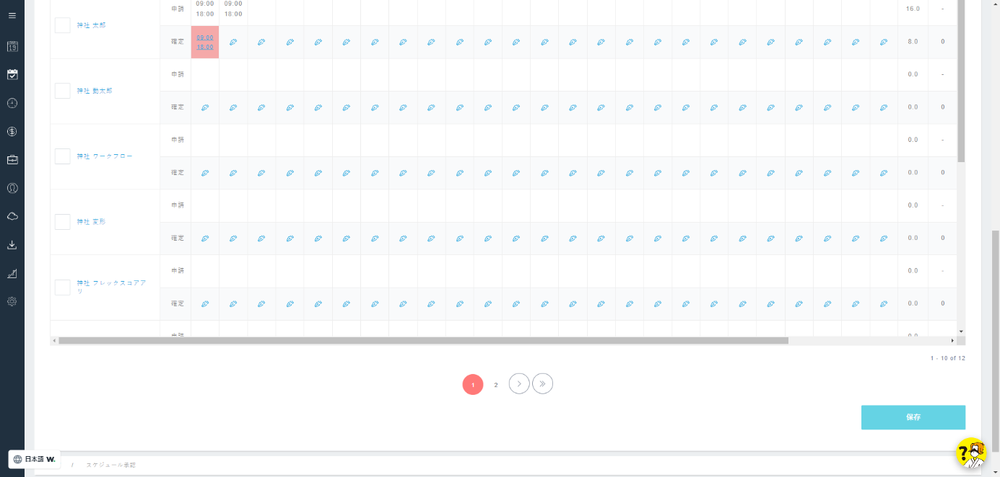 申請 09:00 09:00 16.0 -
18:00 18:00
神社 太郎
確定 09:00 8.0 0
18:00
申請 0.0 -
神社 勤太郎
確定 0.0 0
申請 0.0 -
神社 ワークフロー
確定 0.0 0
申請 0.0 -
神社 変形
確定 0.0 0
申請 0.0 -
神社 フレックスコアア
リ
確定 0.0 0
申請 0.0
1 - 10 of 12
1 2
保存
日本語 W.
/ スケジュール承認
19
?